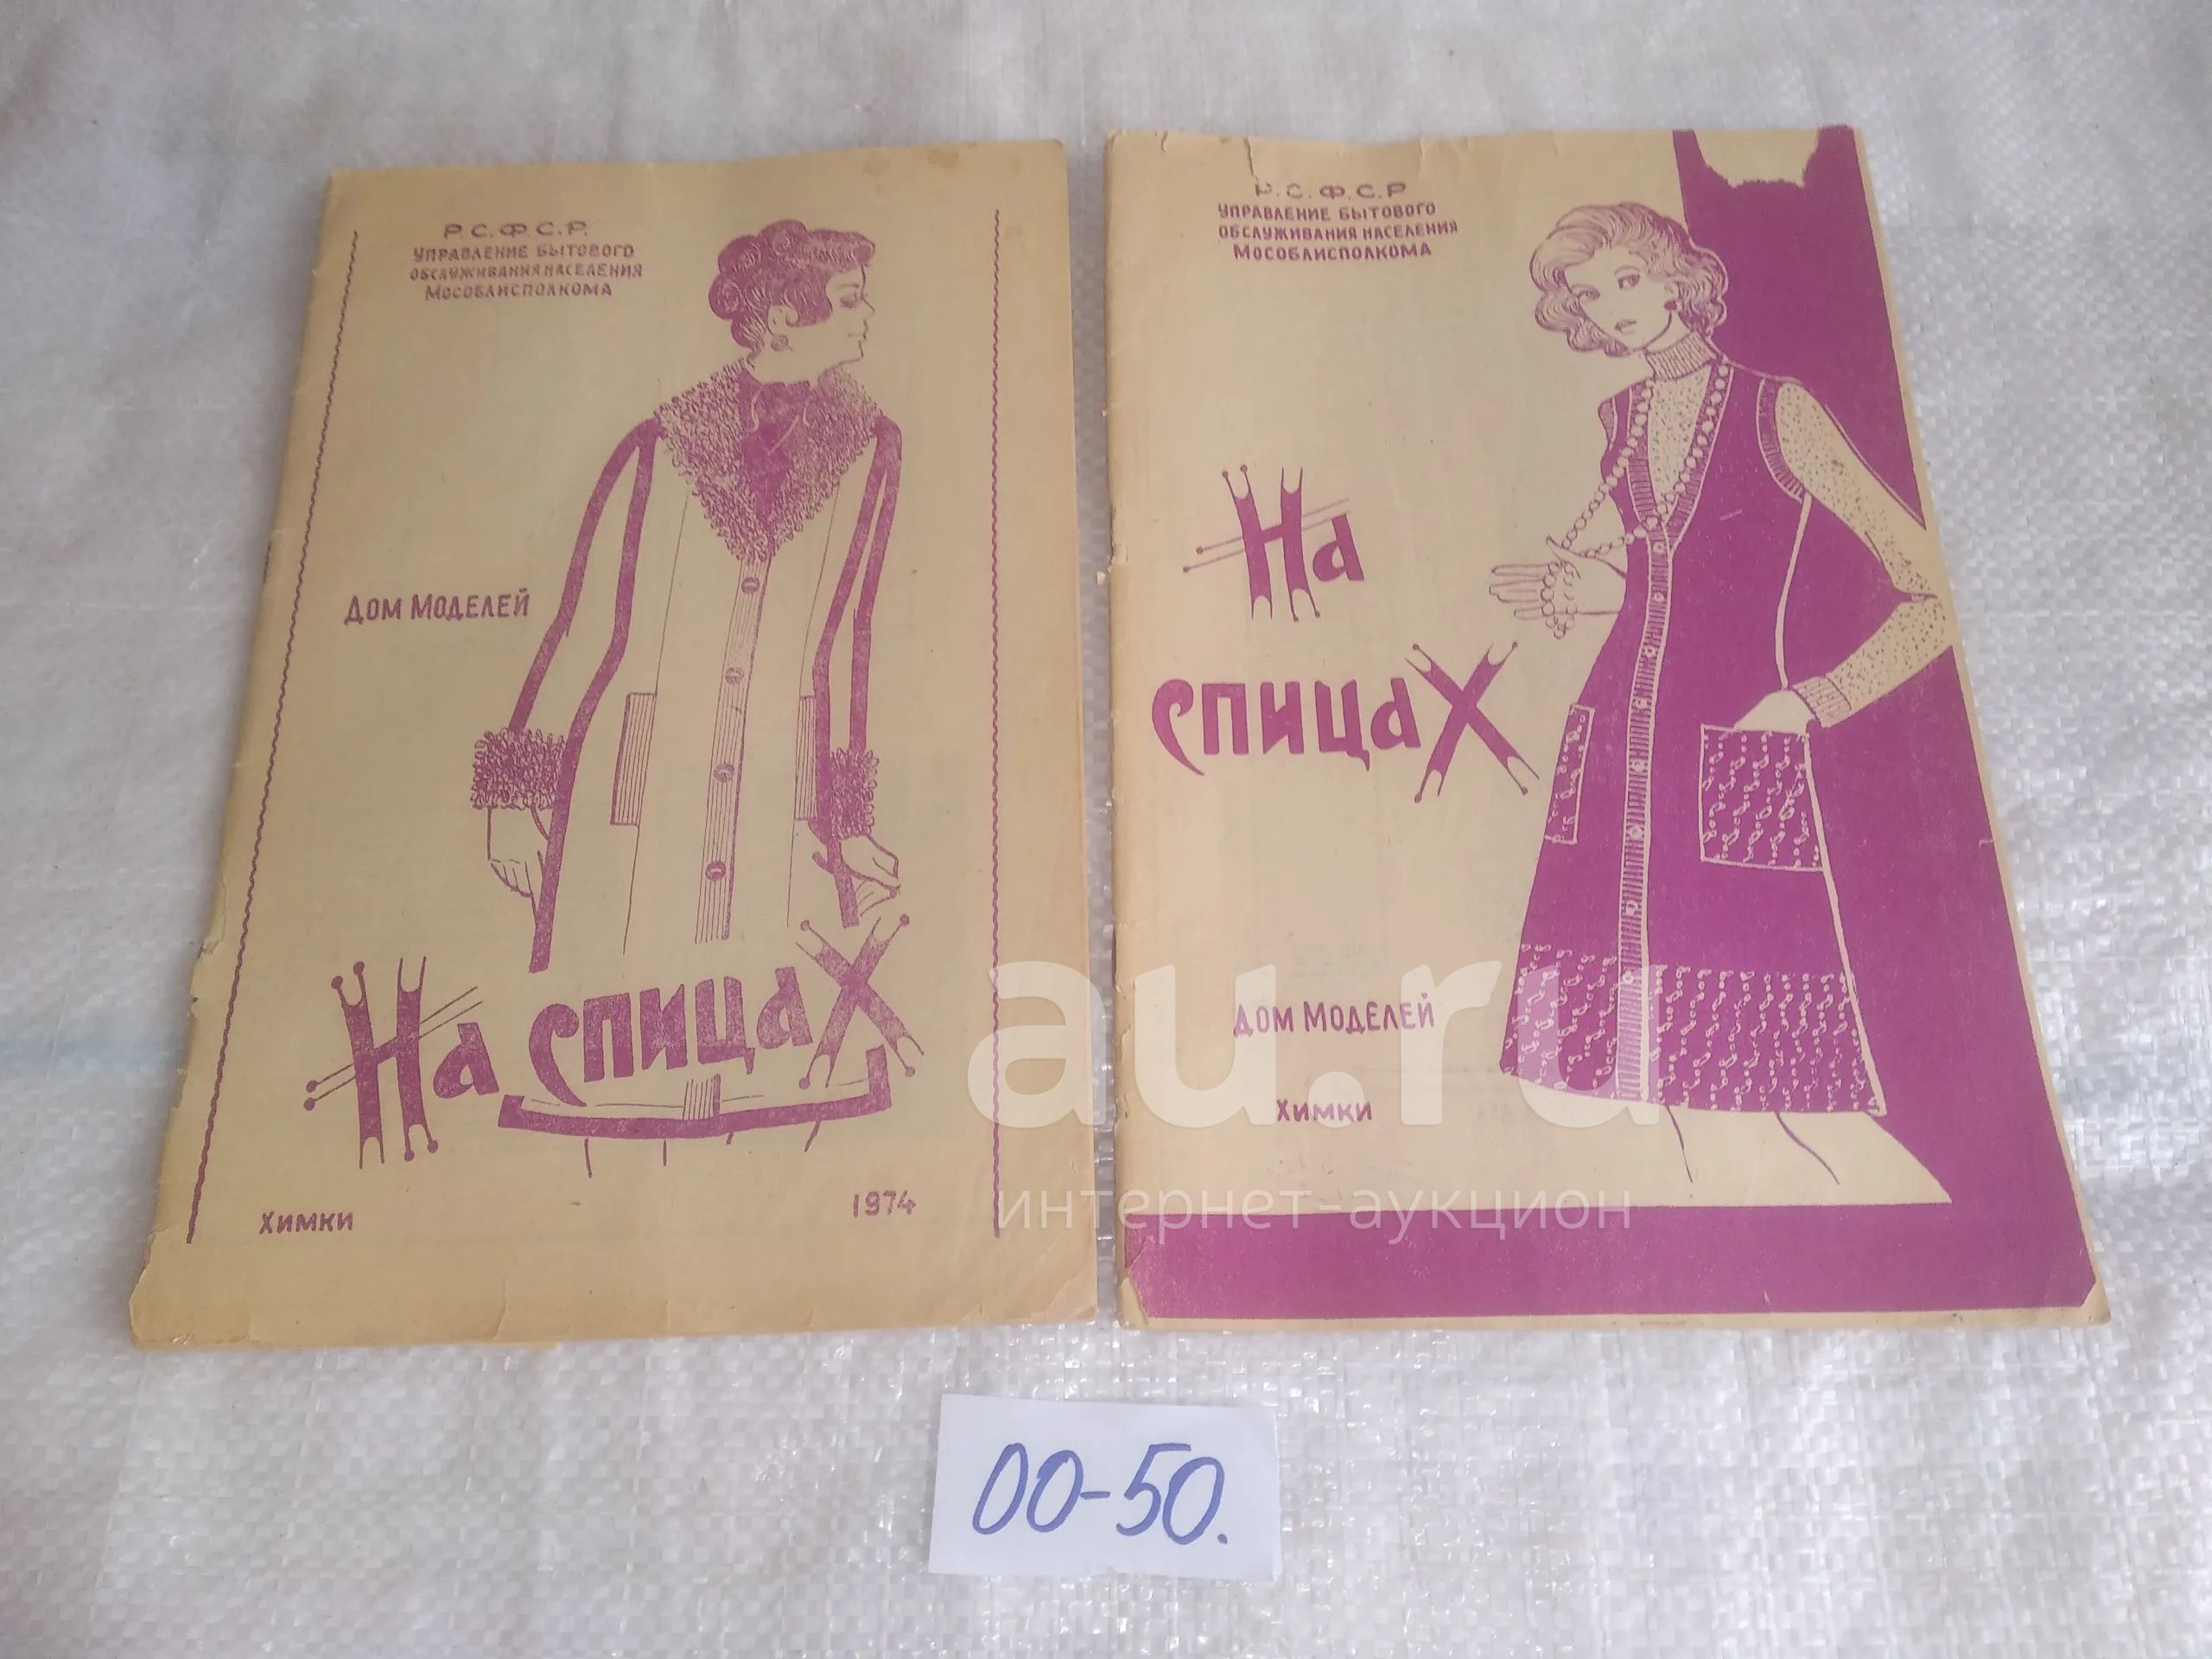 Р.С.Ф.С.Р.
УПРАВЛЕНИЕ БЫТОВОГО
ОБСЛУЖИВАНИЯ НАСЕЛЕНИЯ
МОСОБЛИСПОЛКОМА
ДОМ МОДЕЛЕЙ
На спицах
ХИМКИ
1974
Р.С.Ф.С.Р
УПРАВЛЕНИЕ БЫТОВОГО
ОБСЛУЖИВАНИЯ НАСЕЛЕНИЯ
МОСОБЛИСПОЛКОМА
На
спицах
ДОМ МОДЕЛЕЙ
ХИМКИ
au.ru
интернет-аукцион
00-50.